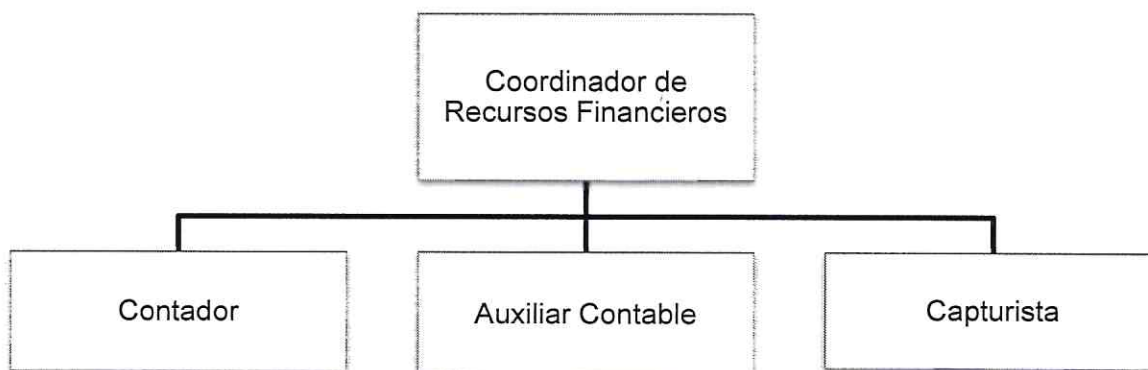 Coordinador de
Recursos Financieros
Contador
Auxiliar Contable
Capturista